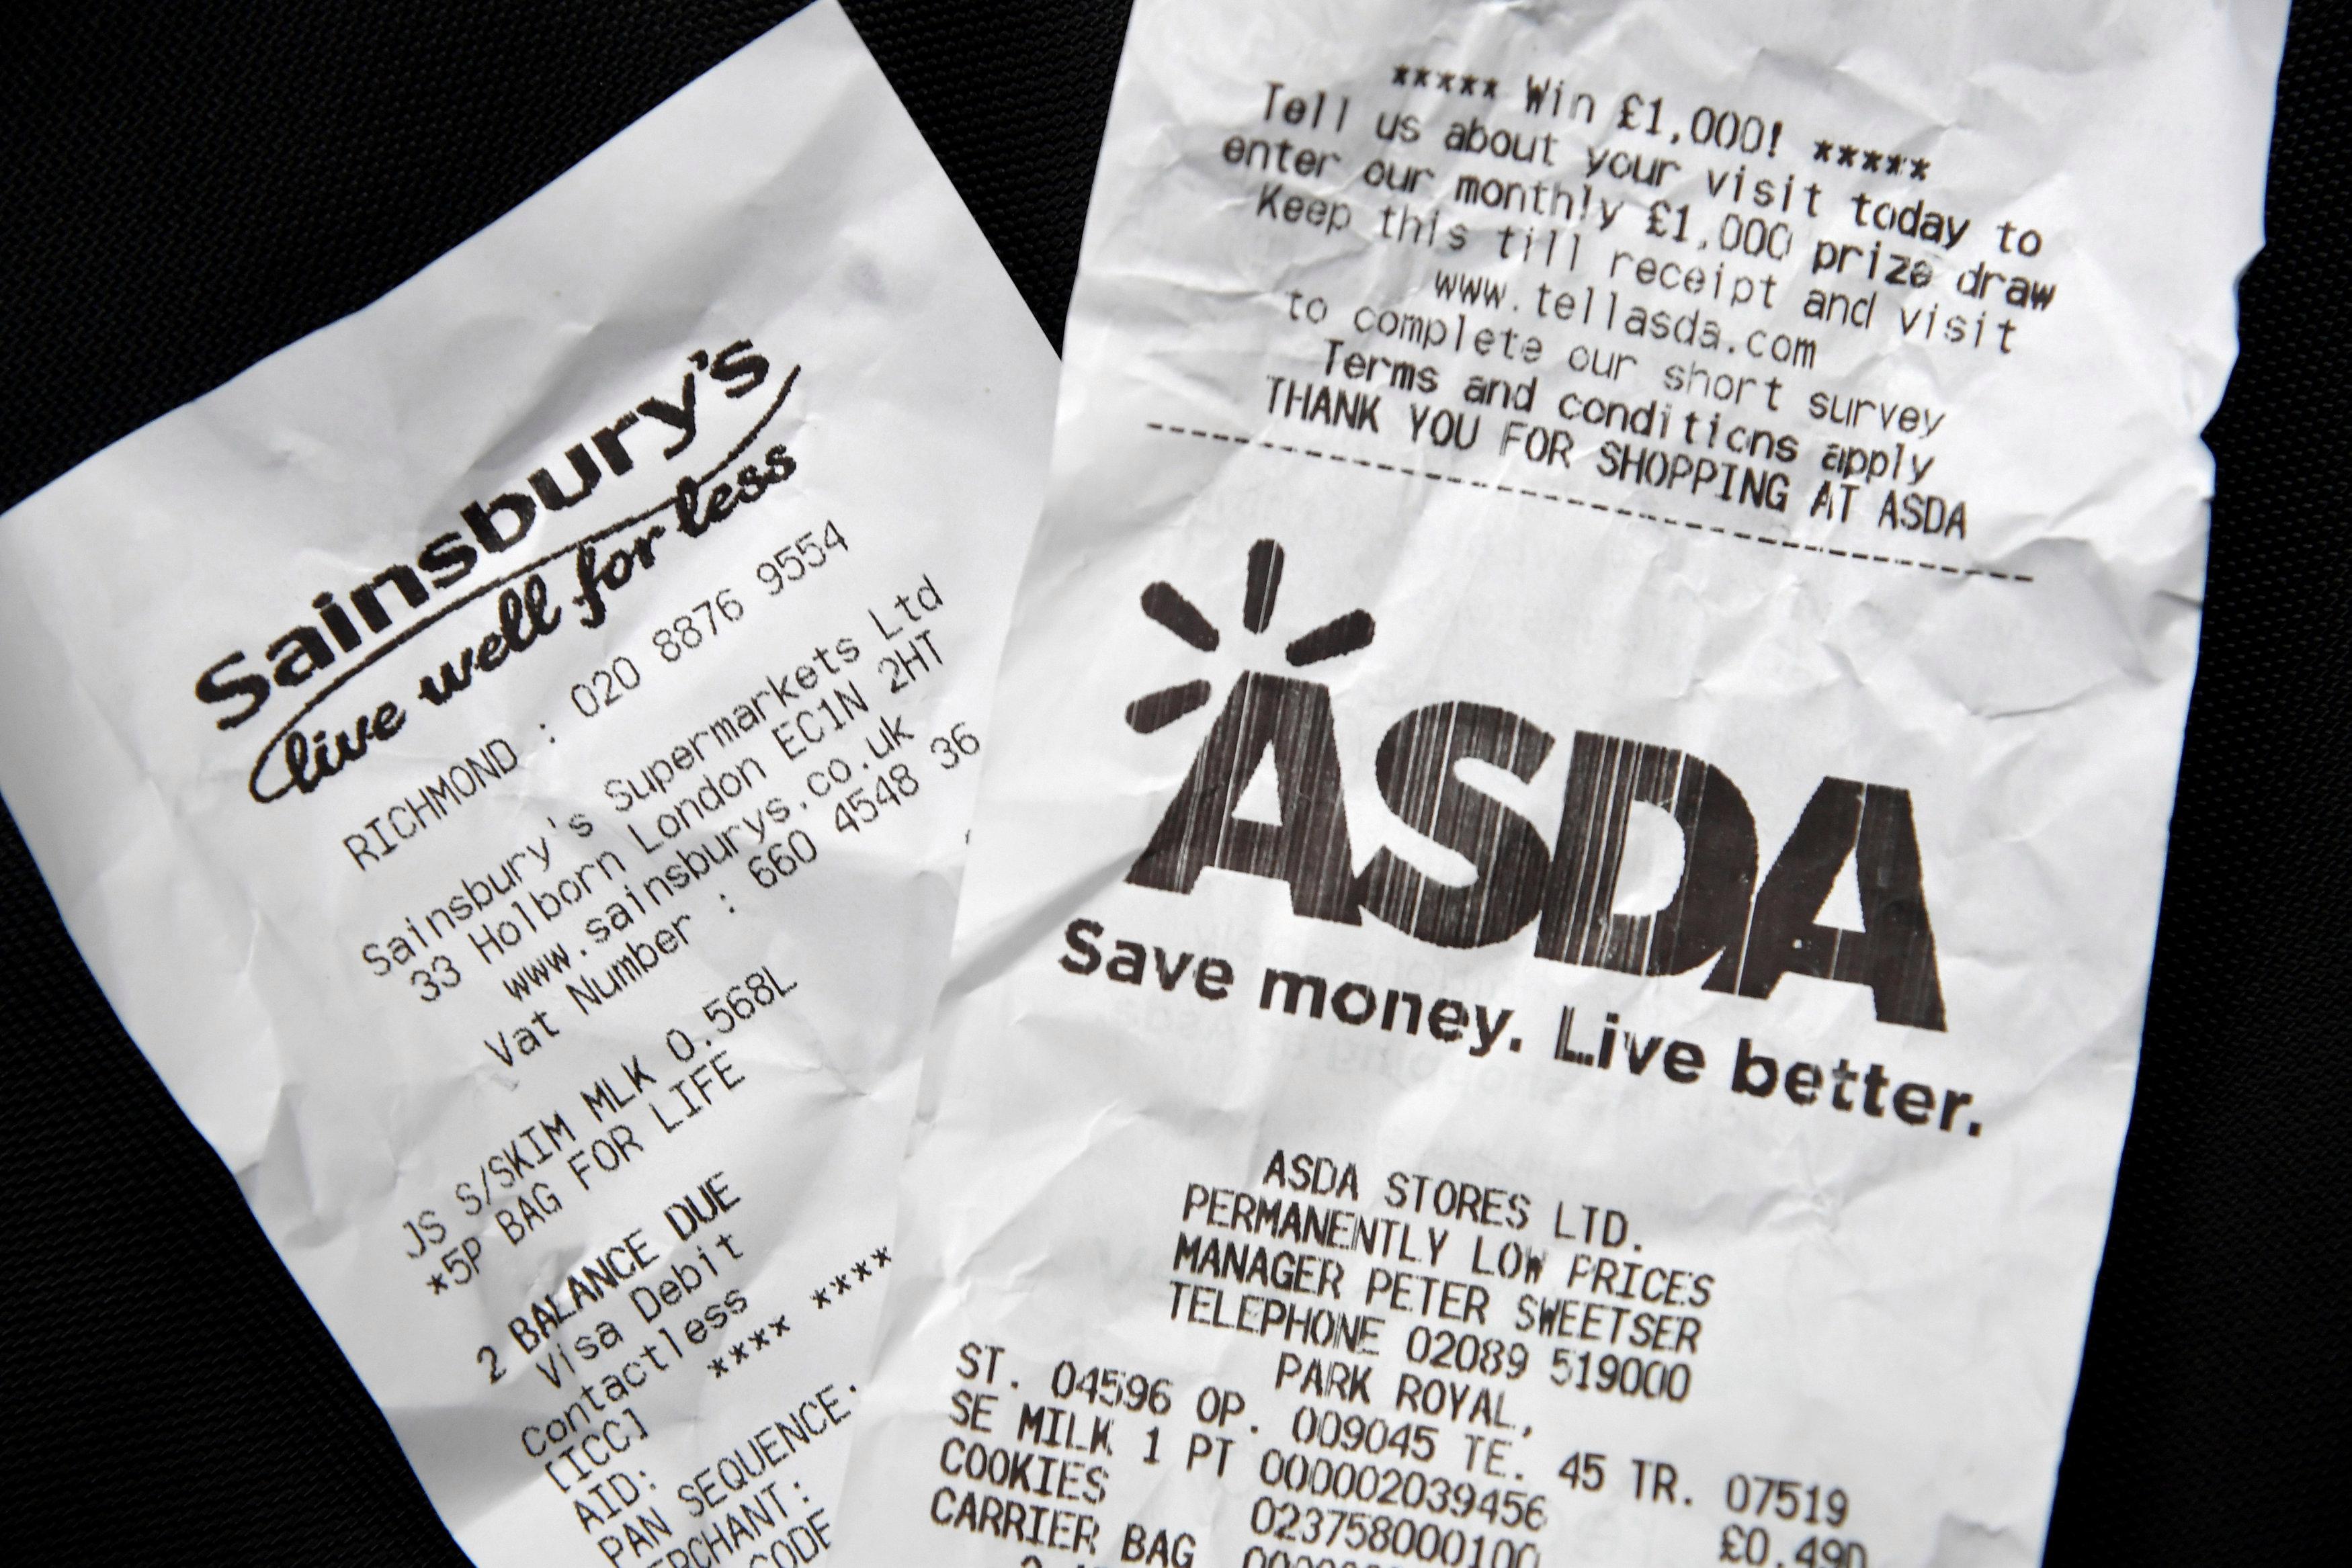 Sainsbury's
live well for less
RICHMOND : 020 8876 9554
Sainsbury's Supermarkets Ltd
33 Holborn London EC1N 2HT
www.sainsburys.co.uk
Vat Number : 660 4548 36
JS S/SKIM MLK 0.568L
*5P BAG FOR LIFE
2 BALANCE DUE
Visa Debit
Contactless
**** ****
[ICC]
AID:
PAN SEQUENCE.
***** Win £1,000! *****
Tell us about your visit today to
enter our monthly £1,000 prize draw
Keep this till receipt and visit
www.tellasda.com
to complete our short survey
Terms and conditions apply
THANK YOU FOR SHOPPING AT ASDA
--------------------------------
ASDA
Save money. Live better.
ASDA STORES LTD.
PERMANENTLY LOW PRICES
MANAGER PETER SWEETSER
TELEPHONE 02089 519000
PARK ROYAL,
ST. 04596 OP. 009045 TE. 45 TR. 07519
SE MILK 1 PT 000002039456 £0.49D
COOKIES 023758000100
CARRIER BAG